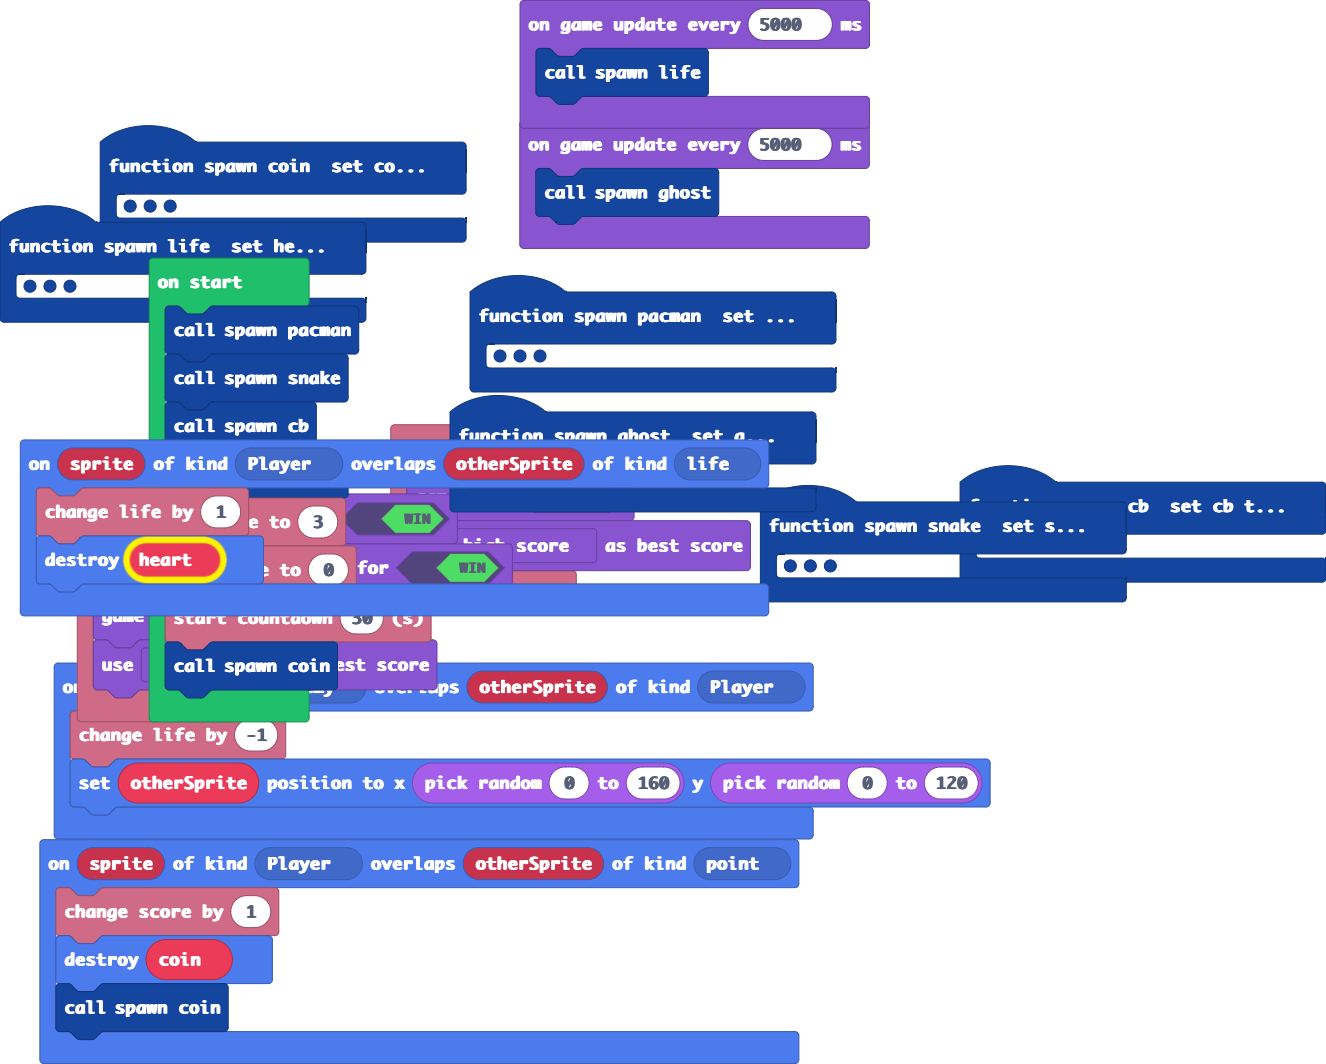 on game update every 5000 ms
call spawn life
on game update every 5000 ms
call spawn ghost
function spawn coin set co...
function spawn life set he...
on start
call spawn pacman
call spawn snake
call spawn cb
function spawn pacman set ...
function spawn ghost set g...
on sprite of kind Player overlaps otherSprite of kind life
change life by 1
destroy heart
e to 3
WIN
e to 0
for
WIN
high score as best score
cb set cb t...
function spawn snake set s...
game
start countdown 30 (s)
use
call spawn coin
est score
overlaps otherSprite of kind Player
change life by -1
set otherSprite position to x pick random 0 to 160 y pick random 0 to 120
on sprite of kind Player overlaps otherSprite of kind point
change score by 1
destroy coin
call spawn coin